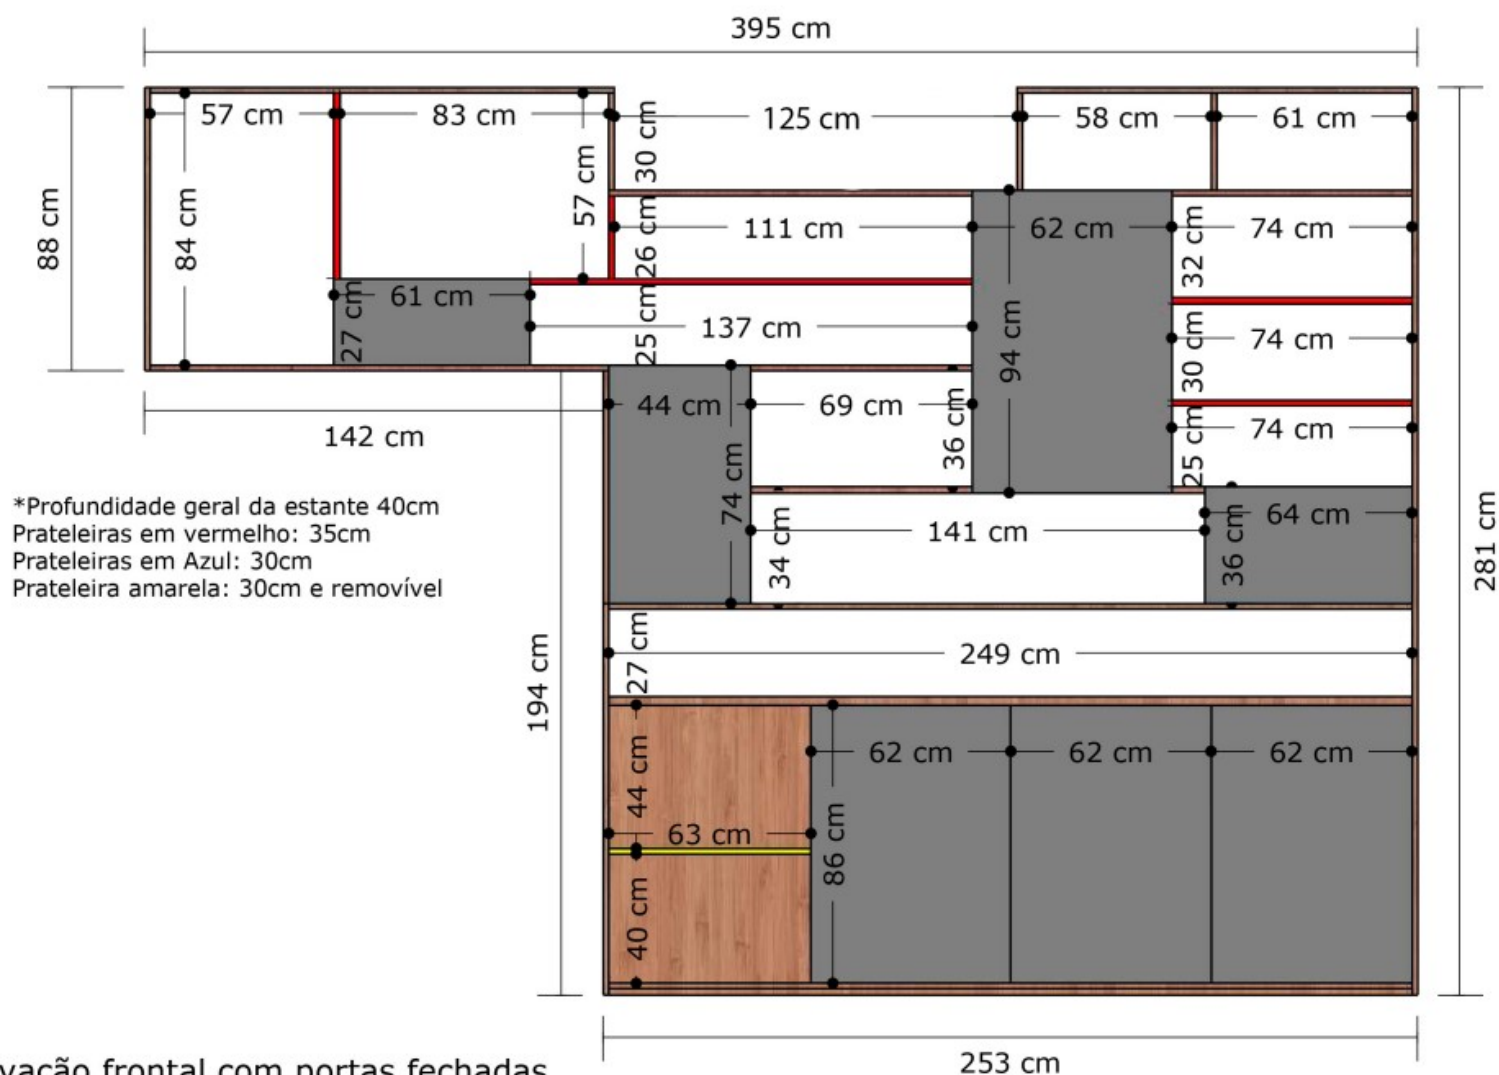 395 cm
57 cm
83 cm
30 cm
125 cm
58 cm
61 cm
88 cm
84 cm
57 cm
26 cm
111 cm
62 cm
32 cm
74 cm
27 cm
61 cm
25 cm
137 cm
94 cm
30 cm
74 cm
142 cm
44 cm
74 cm
69 cm
36 cm
25 cm
74 cm
*Profundidade geral da estante 40cm
Prateleiras em vermelho: 35cm
Prateleiras em Azul: 30cm
Prateleira amarela: 30cm e removível
34 cm
141 cm
36 cm
64 cm
281 cm
194 cm
27 cm
249 cm
44 cm
63 cm
40 cm
86 cm
62 cm
62 cm
62 cm
253 cm
vação frontal com portas fechadas